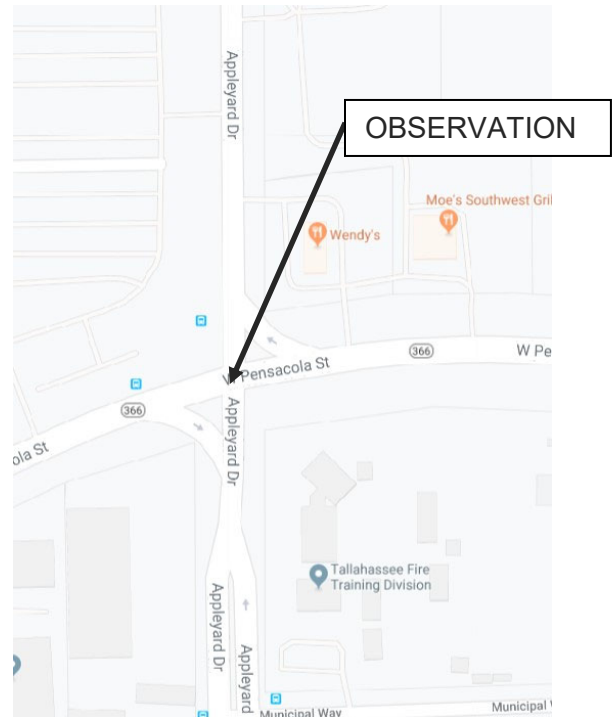 Appleyard Dr
OBSERVATION
Moe's Southwest Gril
Wendy's
366
W Pe
W Pensacola St
366
ola St
Appleyard Dr
Tallahassee Fire
Training Division
Appleyard Dr
Appleyard
Municipal Way
Municipal